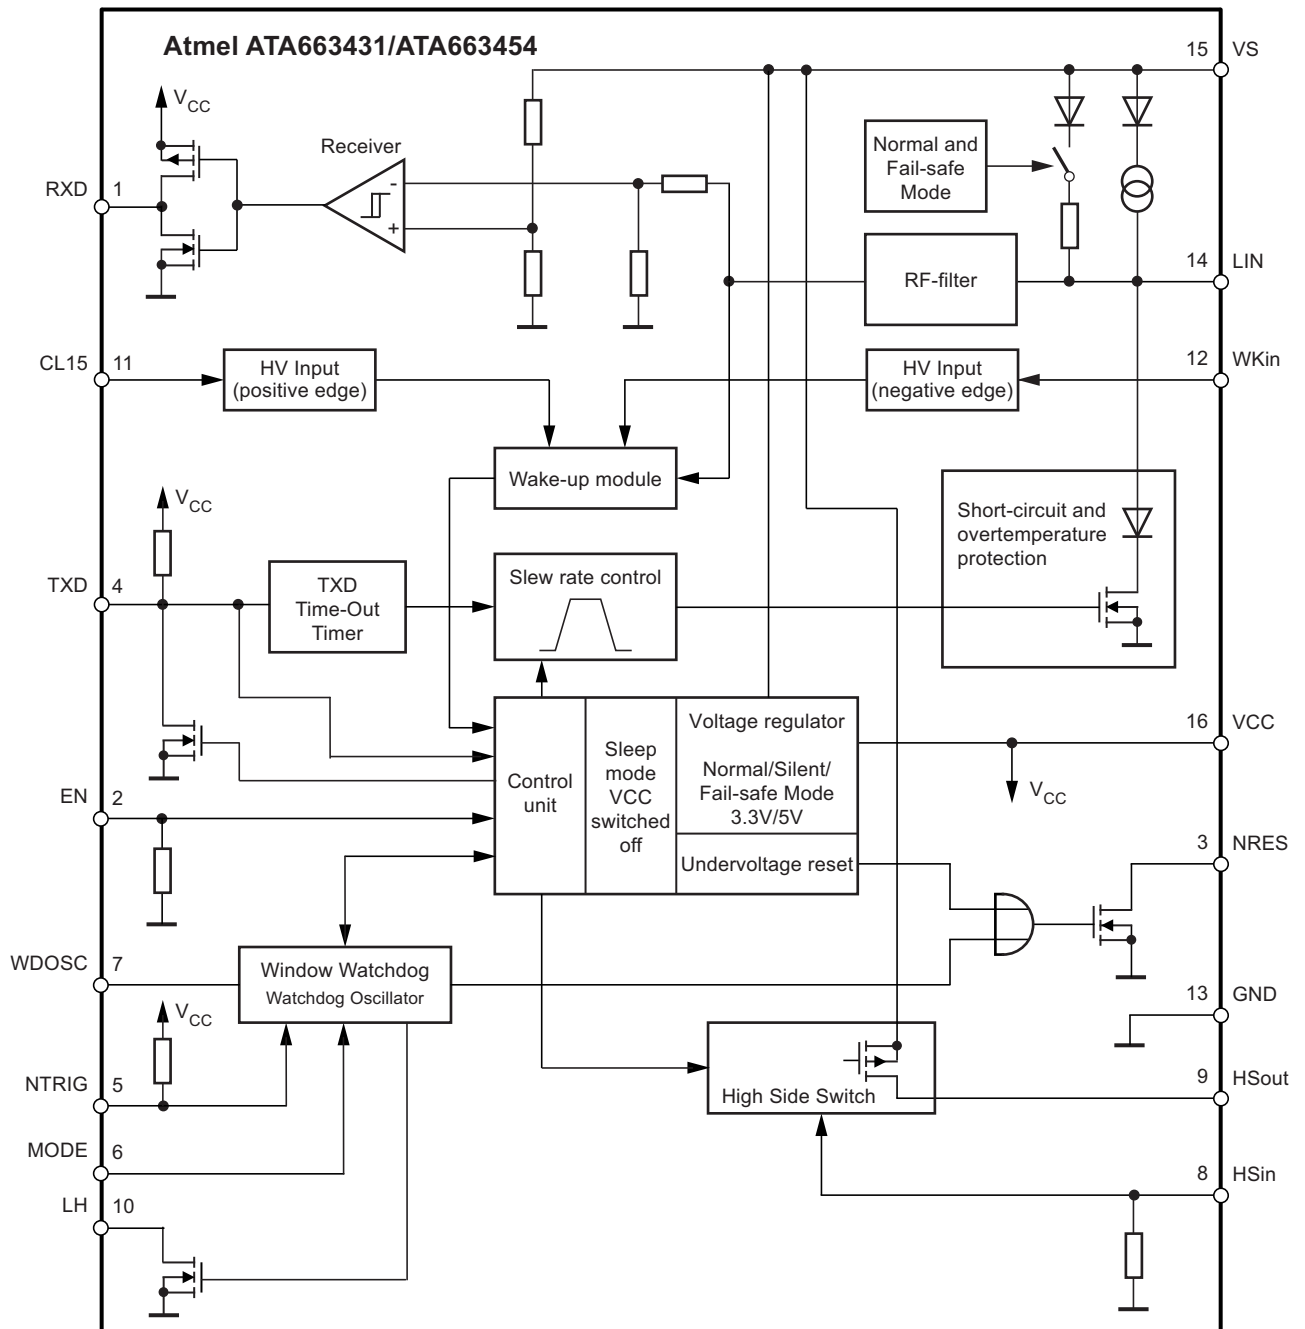 Atmel ATA663431/ATA663454
15 VS
VCC
Receiver
-
+
RXD 1
Normal and
Fail-safe
Mode
RF-filter
14 LIN
CL15 11
HV Input
(positive edge)
HV Input
(negative edge)
12 WKin
Wake-up module
VCC
Short-circuit and
overtemperature
protection
TXD 4
TXD
Time-Out
Timer
Slew rate control
Control
unit
Sleep
mode
VCC
switched
off
Voltage regulator
Normal/Silent/
Fail-safe Mode
3.3V/5V
Undervoltage reset
16 VCC
VCC
EN 2
3 NRES
WDOSC 7
Window Watchdog
Watchdog Oscillator
13 GND
VCC
NTRIG 5
High Side Switch
9 HSout
MODE 6
8 HSin
LH 10